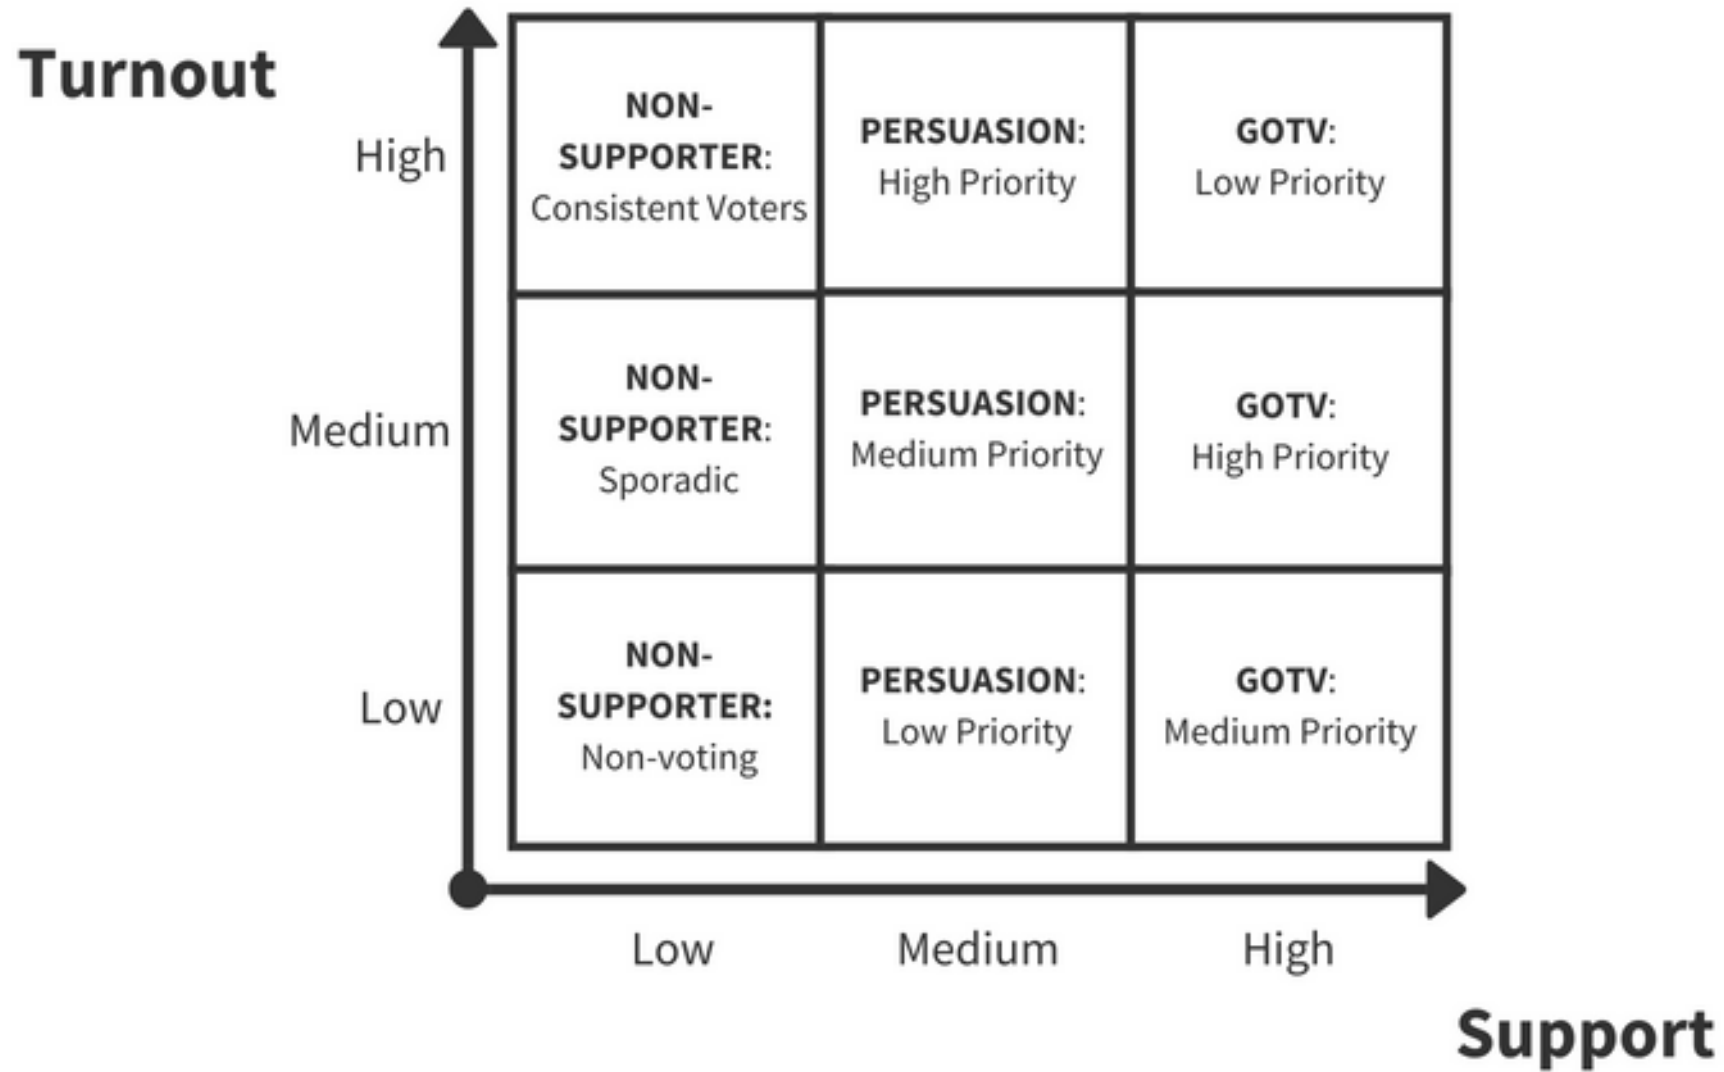 Turnout
High
NON-
SUPPORTER:
Consistent Voters
PERSUASION:
High Priority
GOTV:
Low Priority
Medium
NON-
SUPPORTER:
Sporadic
PERSUASION:
Medium Priority
GOTV:
High Priority
Low
NON-
SUPPORTER:
Non-voting
PERSUASION:
Low Priority
GOTV:
Medium Priority
Low
Medium
High
Support